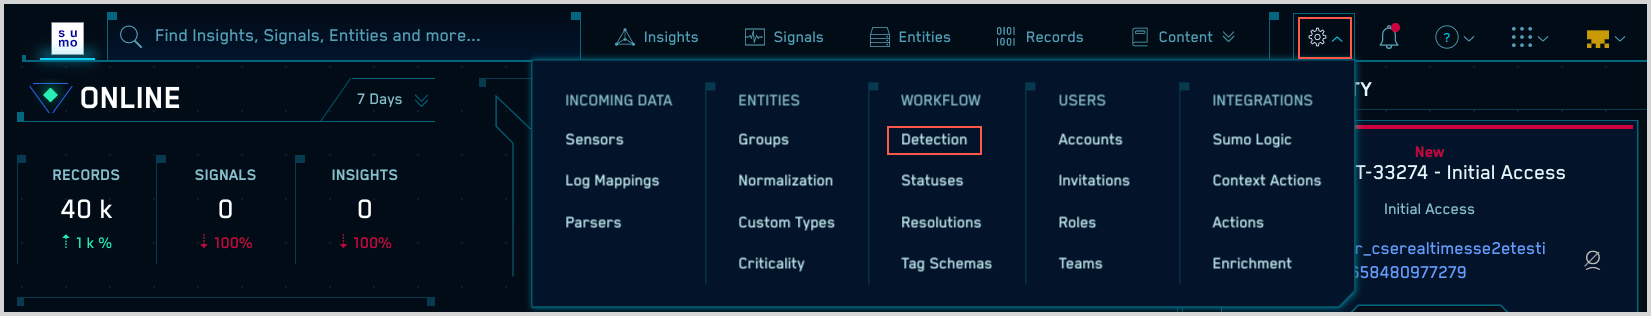 su
mo
Find Insights, Signals, Entities and more...
Insights
Signals
Entities
0101
1001
Records
Content
?
ONLINE
7 Days
RECORDS
40 k
1 k %
SIGNALS
0
100%
INSIGHTS
0
100%
INCOMING DATA
Sensors
Log Mappings
Parsers
ENTITIES
Groups
Normalization
Custom Types
Criticality
WORKFLOW
Detection
Statuses
Resolutions
Tag Schemas
USERS
Accounts
Invitations
Roles
Teams
INTEGRATIONS
Sumo Logic
Context Actions
Actions
Enrichment
TY
New
T-33274 - Initial Access
Initial Access
r_cserealtimesse2etesti
658480977279